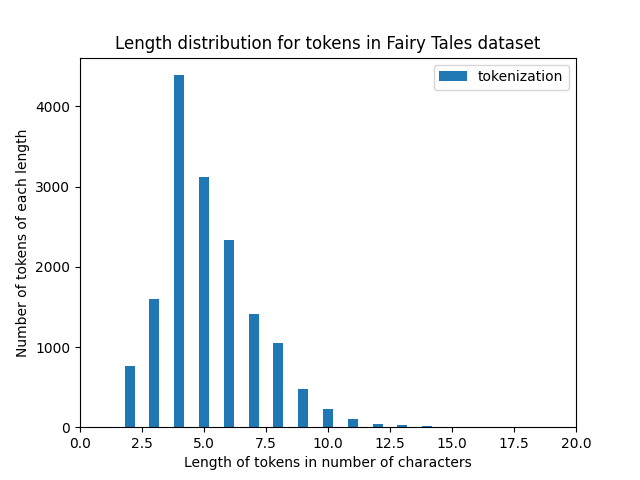 Length distribution for tokens in Fairy Tales dataset
tokenization
Number of tokens of each length
4000
3000
2000
1000
0
0.0 2.5 5.0 7.5 10.0 12.5 15.0 17.5 20.0
Length of tokens in number of characters